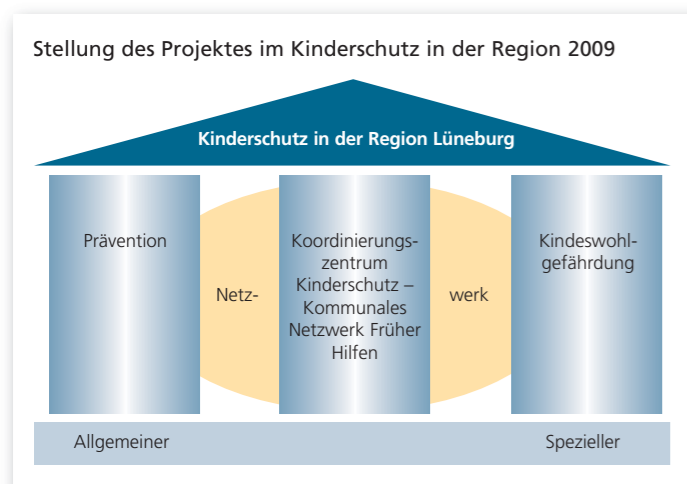 Stellung des Projektes im Kinderschutz in der Region 2009
Kinderschutz in der Region Lüneburg
Prävention
Netz-
Koordinierungs-
zentrum
Kinderschutz –
Kommunales
Netzwerk Früher
Hilfen
werk
Kindeswohl-
gefährdung
Allgemeiner
Spezieller